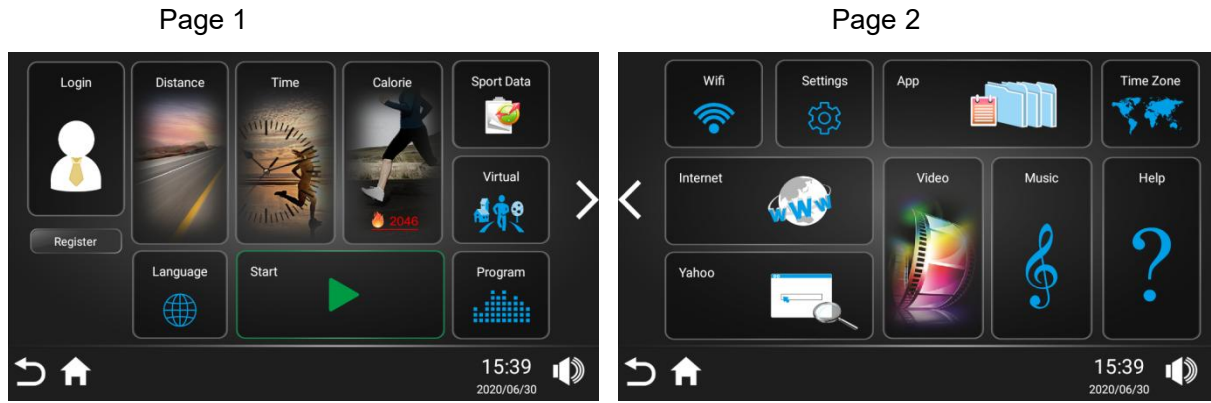 Page 1
Page 2
Login
Distance
Time
Calorie
Sport Data
Virtual
2046
Register
Language
Start
Program
15:39
2020/06/30
Wifi
Settings
App
Time Zone
Internet
WWW
Video
Music
Help
Yahoo
15:39
2020/06/30